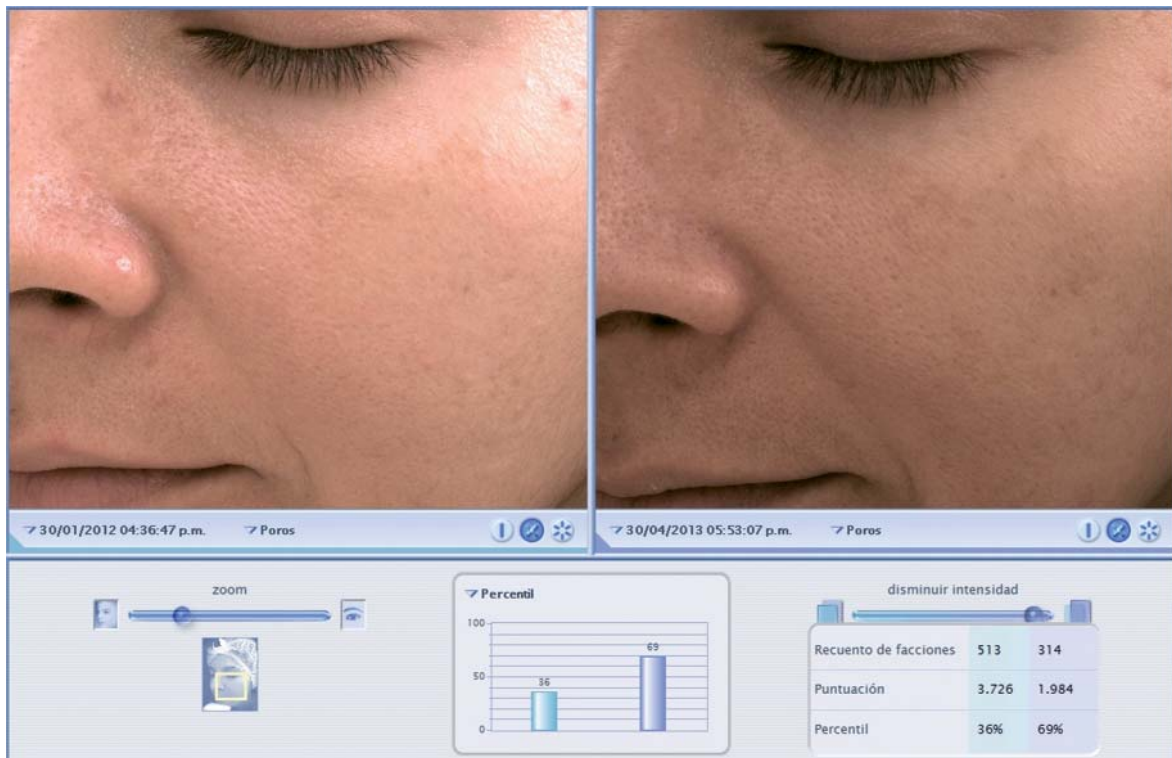 30/01/2012 04:36:47 p.m. Poros
30/04/2013 05:53:07 p.m. Poros
zoom
Percentil
100
50
0
36
69
disminuir intensidad
Recuento de facciones 513 314
Puntuación 3.726 1.984
Percentil 36% 69%